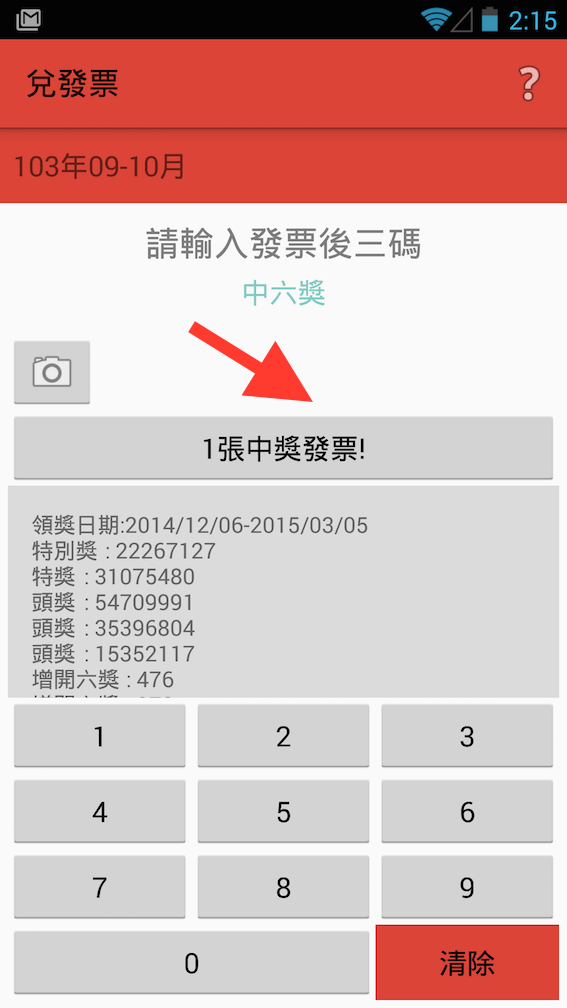 2:15
兌發票
?
103年09-10月
請輸入發票後三碼
中六獎
1張中獎發票!
領獎日期:2014/12/06-2015/03/05
特別獎 : 22267127
特獎 : 31075480
頭獎 : 54709991
頭獎 : 35396804
頭獎 : 15352117
增開六獎 : 476
1
2
3
4
5
6
7
8
9
0
清除